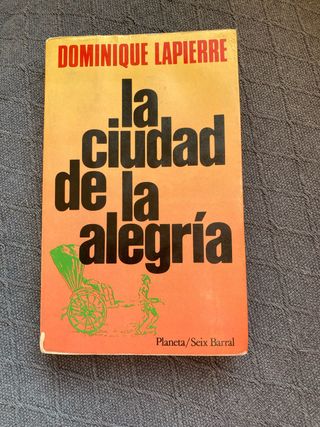 DOMINIQUE LAPIERRE
la
ciudad
de la
alegría
Planeta/Seix Barral